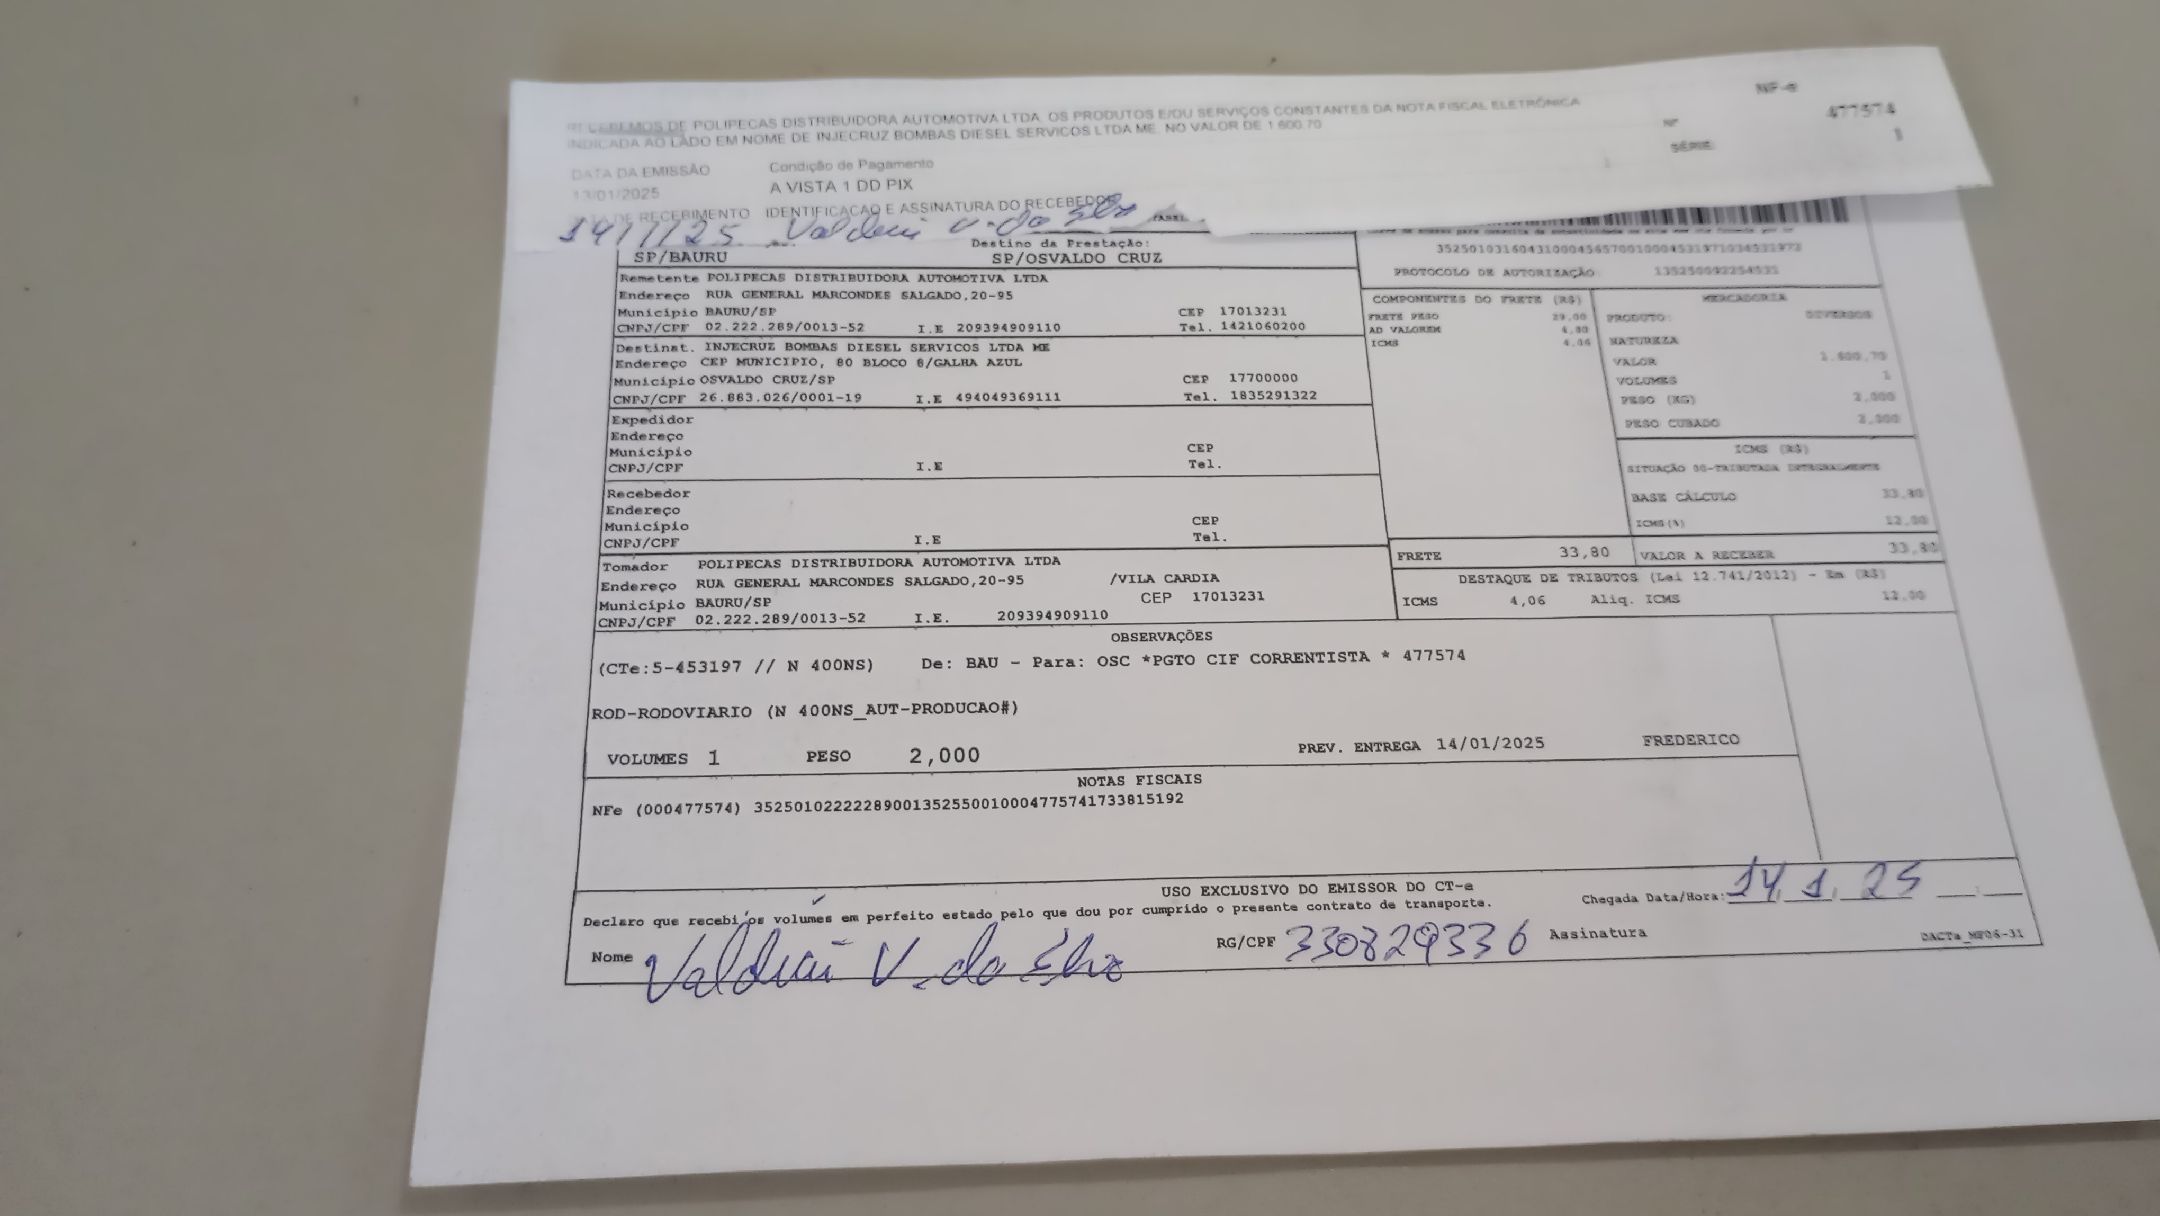 RECEBEMOS DE POLIPECAS DISTRIBUIDORA AUTOMOTIVA LTDA. OS PRODUTOS E/OU SERVIÇOS CONSTANTES DA NOTA FISCAL ELETRÔNICA
INDICADA AO LADO EM NOME DE INJECRUZ BOMBAS DIESEL SERVICOS LTDA ME. NO VALOR DE 1.600,70
NF-e
Nº 477574
SÉRIE 1
DATA DA EMISSÃO Condição de Pagamento
13/01/2025 A VISTA 1 DD PIX
DE RECEBIMENTO IDENTIFICAÇAO E ASSINATURA DO RECEBEDOR
14/1/25 V. da Silva
Destino da Prestação:
SP/BAURU SP/OSVALDO CRUZ
PROTOCOLO DE AUTORIZAÇÃO
Remetente POLIPECAS DISTRIBUIDORA AUTOMOTIVA LTDA
Endereço RUA GENERAL MARCONDES SALGADO,20-95
Município BAURU/SP CEP 17013231
CNPJ/CPF 02.222.289/0013-52 I.E 209394909110 Tel. 1421060200
Destinat. INJECRUZ BOMBAS DIESEL SERVICOS LTDA ME
Endereço CEP MUNICIPIO, 80 BLOCO 8/GALHA AZUL
Município OSVALDO CRUZ/SP CEP 17700000
CNPJ/CPF 26.883.026/0001-19 I.E 494049369111 Tel. 1835291322
Expedidor
Endereço
Município CEP
CNPJ/CPF I.E Tel.
Recebedor
Endereço
Município CEP
CNPJ/CPF I.E Tel.
Tomador POLIPECAS DISTRIBUIDORA AUTOMOTIVA LTDA
Endereço RUA GENERAL MARCONDES SALGADO,20-95 /VILA CARDIA
Município BAURU/SP CEP 17013231
CNPJ/CPF 02.222.289/0013-52 I.E. 209394909110
COMPONENTES DO FRETE (R$)
FRETE PESO 29,00
AD VALOREM
ICMS 4,06
MERCADORIA
PRODUTO: DIVERSOS
NATUREZA
VALOR 1.600,70
VOLUMES 1
PESO (KG) 2,000
PESO CUBADO 2,000
ICMS (R$)
SITUAÇÃO 00-TRIBUTADA INTEGRALMENTE
BASE CÁLCULO 33,80
ICMS(%) 12,00
FRETE 33,80 VALOR A RECEBER 33,80
DESTAQUE DE TRIBUTOS (Lei 12.741/2012) - Em (R$)
ICMS 4,06 Aliq. ICMS 12,00
OBSERVAÇÕES
(CTe:5-453197 // N 400NS) De: BAU - Para: OSC *PGTO CIF CORRENTISTA * 477574
ROD-RODOVIARIO (N 400NS_AUT-PRODUCAO#)
VOLUMES 1 PESO 2,000 PREV. ENTREGA 14/01/2025 FREDERICO
NOTAS FISCAIS
NFe (000477574) 35250102222289001352550010004775741733815192
USO EXCLUSIVO DO EMISSOR DO CT-e
Declaro que recebi os volumes em perfeito estado pelo que dou por cumprido o presente contrato de transporte.
Chegada Data/Hora: 14 1 25
Nome V. da Silva RG/CPF 330829336 Assinatura
DACTe_MF06-31